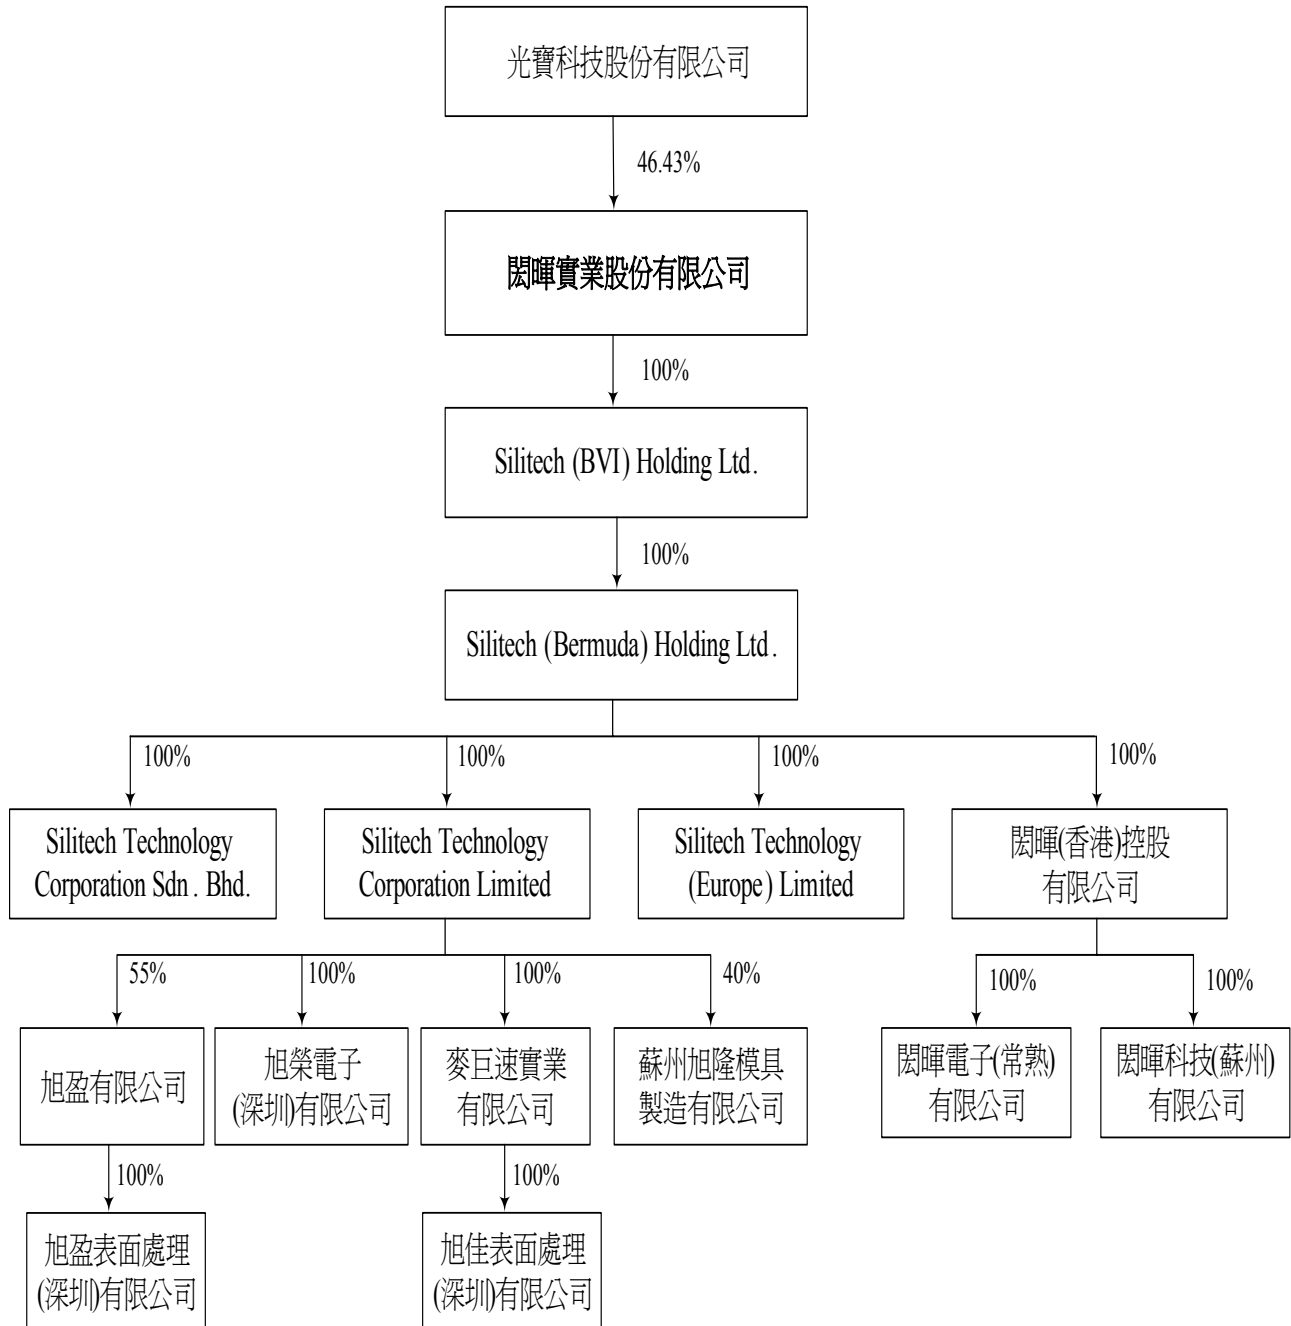 光寶科技股份有限公司
46.43%
閎暉實業股份有限公司
100%
Silitech (BVI) Holding Ltd.
100%
Silitech (Bermuda) Holding Ltd.
100%
100%
100%
100%
Silitech Technology
Corporation Sdn. Bhd.
Silitech Technology
Corporation Limited
Silitech Technology
(Europe) Limited
閎暉(香港)控股
有限公司
55%
100%
100%
40%
100%
100%
旭盈有限公司
旭榮電子
(深圳)有限公司
麥巨速實業
有限公司
蘇州旭隆模具
製造有限公司
閎暉電子(常熟)
有限公司
閎暉科技(蘇州)
有限公司
100%
100%
旭盈表面處理
(深圳)有限公司
旭佳表面處理
(深圳)有限公司